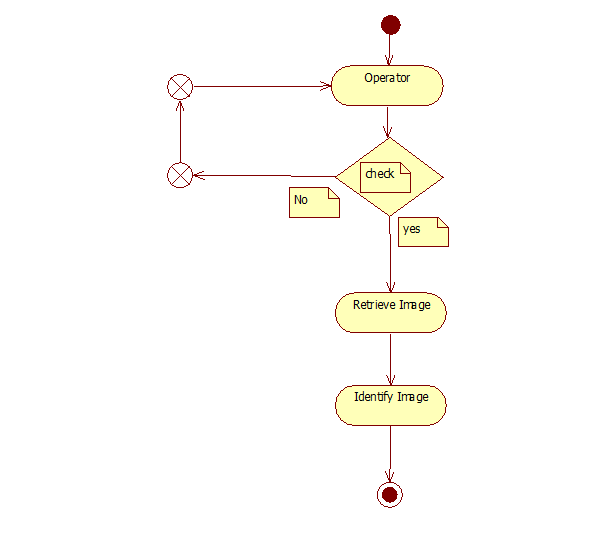 Operator
check
No
yes
Retrieve Image
Identify Image